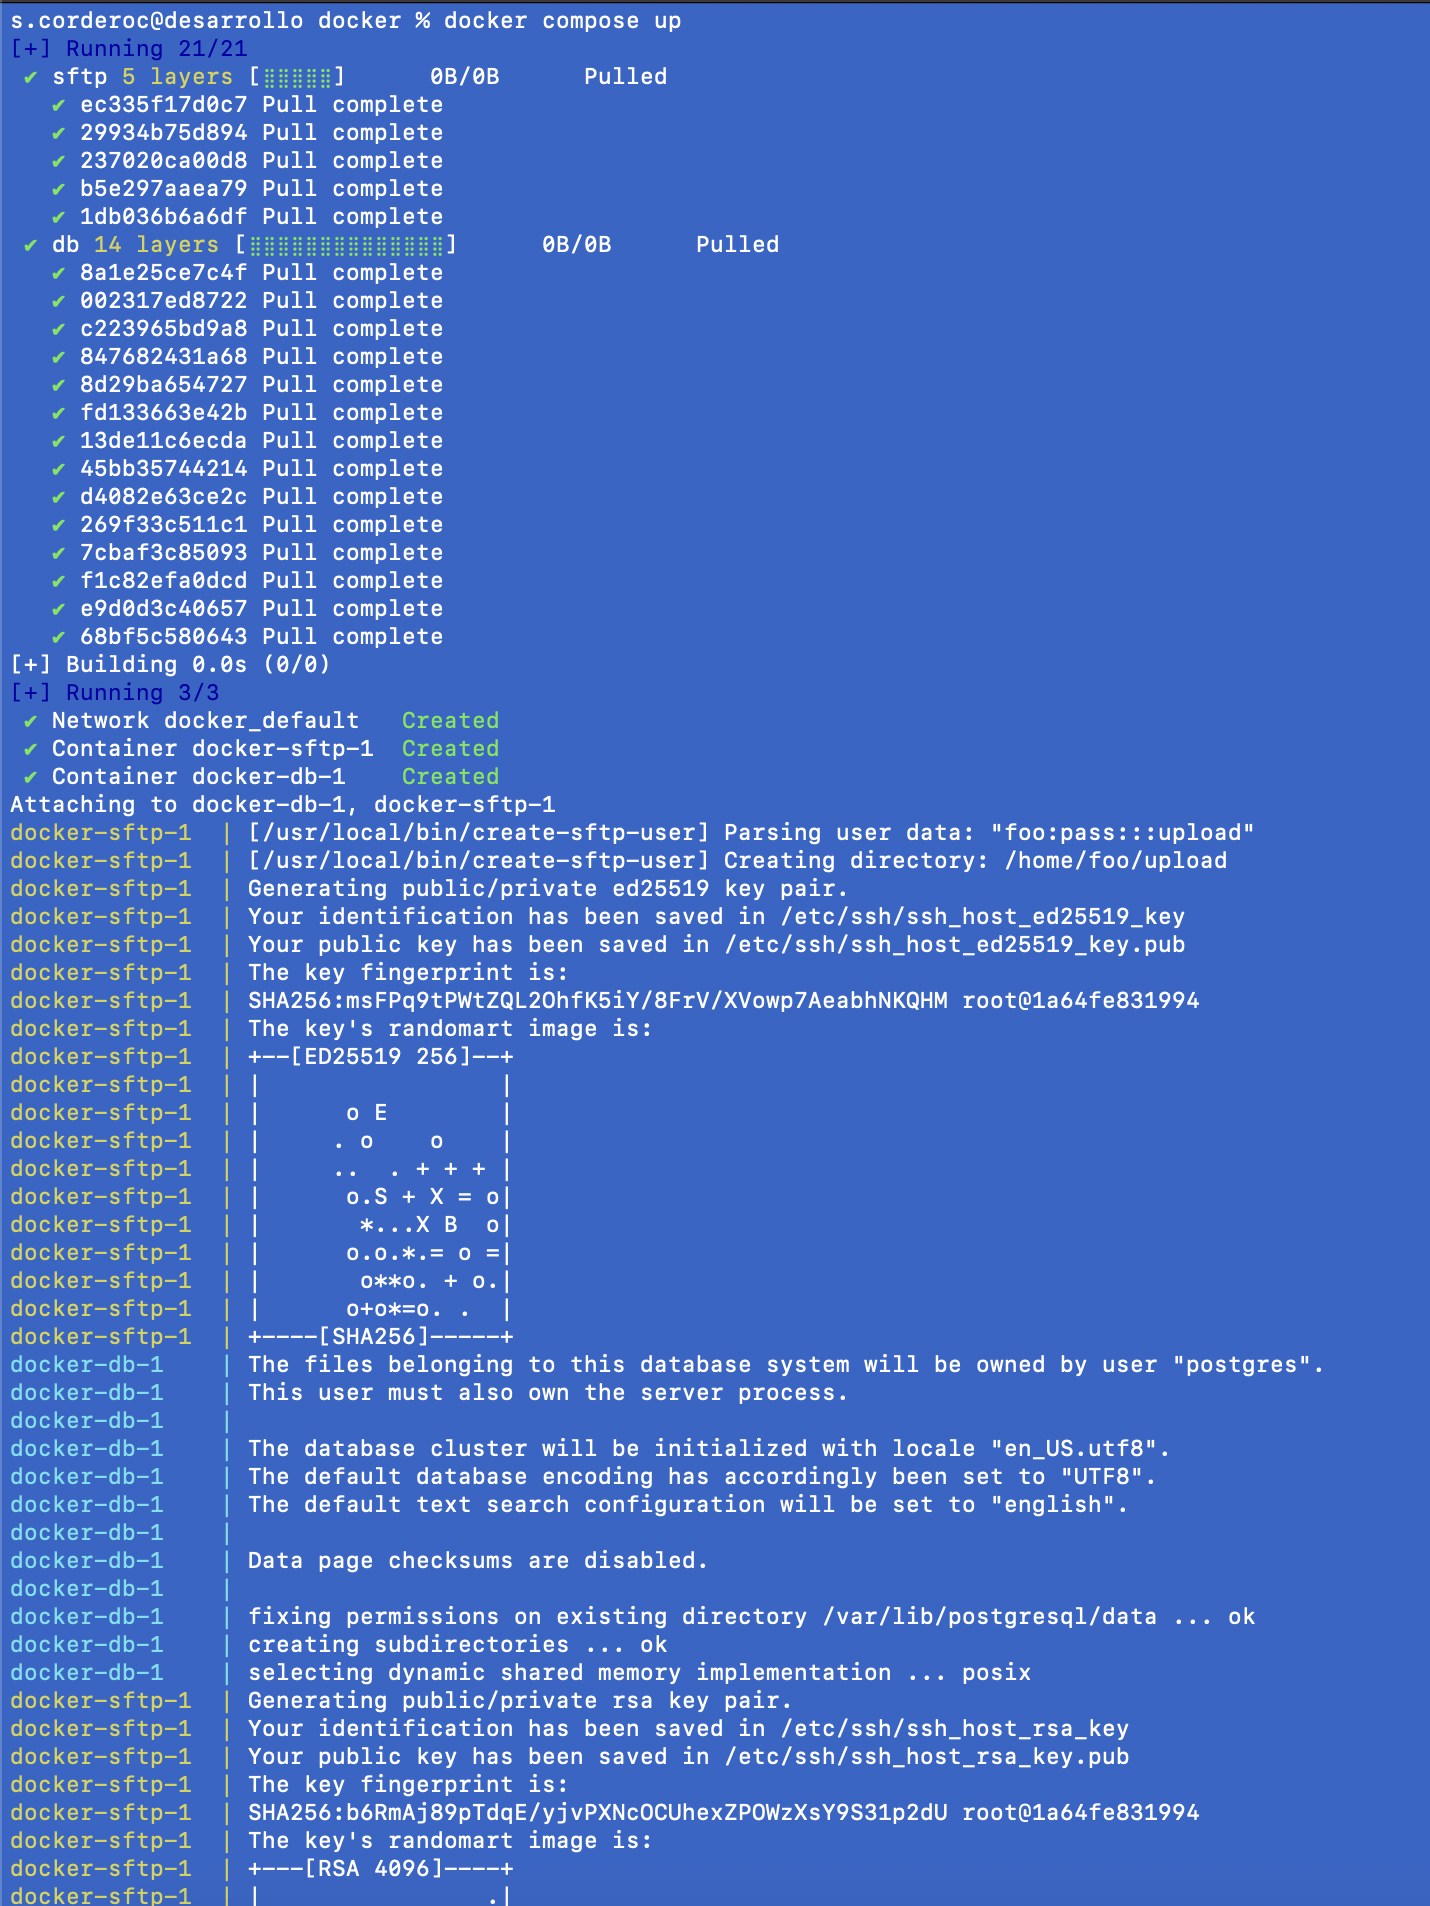 s.corderoc@desarrollo docker % docker compose up
[+] Running 21/21
 ✔ sftp 5 layers [⣿⣿⣿⣿⣿]      0B/0B      Pulled
   ✔ ec335f17d0c7 Pull complete
   ✔ 29934b75d894 Pull complete
   ✔ 237020ca00d8 Pull complete
   ✔ b5e297aaea79 Pull complete
   ✔ 1db036b6a6df Pull complete
 ✔ db 14 layers [⣿⣿⣿⣿⣿⣿⣿⣿⣿⣿⣿⣿⣿⣿]      0B/0B      Pulled
   ✔ 8a1e25ce7c4f Pull complete
   ✔ 002317ed8722 Pull complete
   ✔ c223965bd9a8 Pull complete
   ✔ 847682431a68 Pull complete
   ✔ 8d29ba654727 Pull complete
   ✔ fd133663e42b Pull complete
   ✔ 13de11c6ecda Pull complete
   ✔ 45bb35744214 Pull complete
   ✔ d4082e63ce2c Pull complete
   ✔ 269f33c511c1 Pull complete
   ✔ 7cbaf3c85093 Pull complete
   ✔ f1c82efa0dcd Pull complete
   ✔ e9d0d3c40657 Pull complete
   ✔ 68bf5c580643 Pull complete
[+] Building 0.0s (0/0)
[+] Running 3/3
 ✔ Network docker_default   Created
 ✔ Container docker-sftp-1  Created
 ✔ Container docker-db-1    Created
Attaching to docker-db-1, docker-sftp-1
docker-sftp-1  | [/usr/local/bin/create-sftp-user] Parsing user data: "foo:pass:::upload"
docker-sftp-1  | [/usr/local/bin/create-sftp-user] Creating directory: /home/foo/upload
docker-sftp-1  | Generating public/private ed25519 key pair.
docker-sftp-1  | Your identification has been saved in /etc/ssh/ssh_host_ed25519_key
docker-sftp-1  | Your public key has been saved in /etc/ssh/ssh_host_ed25519_key.pub
docker-sftp-1  | The key fingerprint is:
docker-sftp-1  | SHA256:msFPq9tPWtZQL2OhfK5iY/8FrV/XVowp7AeabhNKQHM root@1a64fe831994
docker-sftp-1  | The key's randomart image is:
docker-sftp-1  | +--[ED25519 256]--+
docker-sftp-1  | |                 |
docker-sftp-1  | |      o E        |
docker-sftp-1  | |     . o    o    |
docker-sftp-1  | |     ..  . + + + |
docker-sftp-1  | |      o.S + X = o|
docker-sftp-1  | |       *...X B  o|
docker-sftp-1  | |      o.o.*.= o =|
docker-sftp-1  | |       o**o. + o.|
docker-sftp-1  | |      o+o*=o. .  |
docker-sftp-1  | +----[SHA256]-----+
docker-db-1    | The files belonging to this database system will be owned by user "postgres".
docker-db-1    | This user must also own the server process.
docker-db-1    |
docker-db-1    | The database cluster will be initialized with locale "en_US.utf8".
docker-db-1    | The default database encoding has accordingly been set to "UTF8".
docker-db-1    | The default text search configuration will be set to "english".
docker-db-1    |
docker-db-1    | Data page checksums are disabled.
docker-db-1    |
docker-db-1    | fixing permissions on existing directory /var/lib/postgresql/data ... ok
docker-db-1    | creating subdirectories ... ok
docker-db-1    | selecting dynamic shared memory implementation ... posix
docker-sftp-1  | Generating public/private rsa key pair.
docker-sftp-1  | Your identification has been saved in /etc/ssh/ssh_host_rsa_key
docker-sftp-1  | Your public key has been saved in /etc/ssh/ssh_host_rsa_key.pub
docker-sftp-1  | The key fingerprint is:
docker-sftp-1  | SHA256:b6RmAj89pTdqE/yjvPXNcOCUhexZPOWzXsY9S31p2dU root@1a64fe831994
docker-sftp-1  | The key's randomart image is:
docker-sftp-1  | +---[RSA 4096]----+
docker-sftp-1  | |                .|